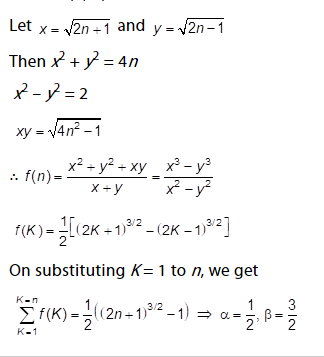 Let x = √(2n+1) and y = √(2n−1)
Then x² + y² = 4n
x² − y² = 2
xy = √(4n² − 1)
∴ f(n) = (x² + y² + xy)/(x + y) = (x³ − y³)/(x² − y²)
f(K) = 1/2[(2K + 1)^3/2 − (2K − 1)^3/2]
On substituting K = 1 to n, we get
∑_{K=1}^{K=n} f(K) = 1/2((2n+1)^3/2 − 1) ⇒ α = 1/2, β = 3/2